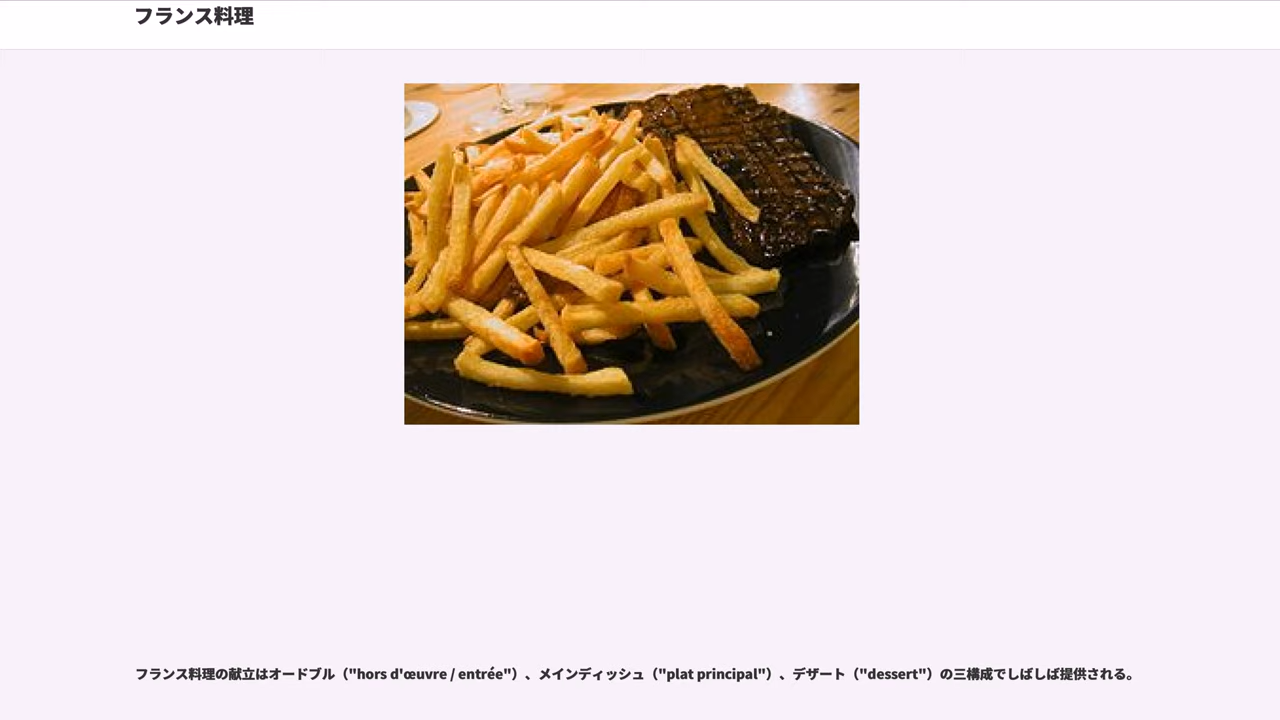 フランス料理
フランス料理の献立はオードブル（"hors d'œuvre / entrée"）、メインディッシュ（"plat principal"）、デザート（"dessert"）の三構成でしばしば提供される。